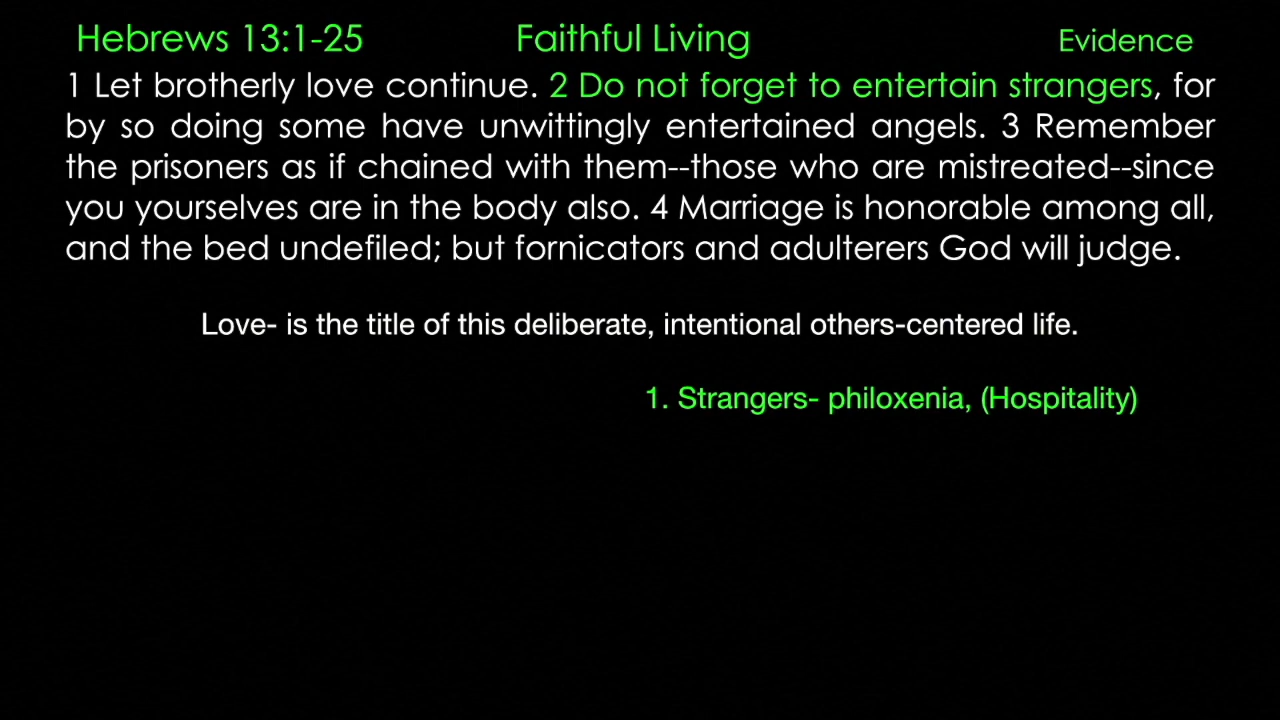 Hebrews 13:1-25 Faithful Living Evidence
1 Let brotherly love continue. 2 Do not forget to entertain strangers, for
by so doing some have unwittingly entertained angels. 3 Remember
the prisoners as if chained with them--those who are mistreated--since
you yourselves are in the body also. 4 Marriage is honorable among all,
and the bed undefiled; but fornicators and adulterers God will judge.
Love- is the title of this deliberate, intentional others-centered life.
1. Strangers- philoxenia, (Hospitality)